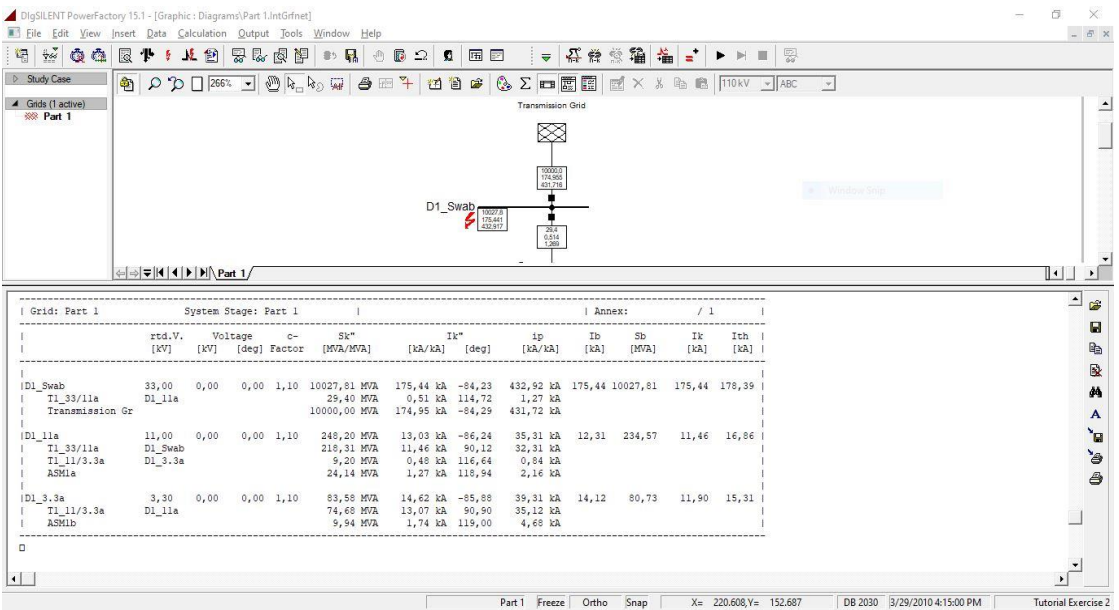 DIgSILENT PowerFactory 15.1 - [Graphic : Diagrams\Part 1.IntGrfnet]
File Edit View Insert Data Calculation Output Tools Window Help
Study Case
266% 110 kV ABC
Grids (1 active)
Part 1
Transmission Grid
10000,0
174,955
431,716
Window Snip
D1_Swab
10027,8
175,441
432,917
29,4
0,514
1,269
Part 1
| Grid: Part 1 System Stage: Part 1 | | Annex: / 1 |
| rtd.V. Voltage c- Sk" Ik" ip Ib Sb Ik Ith |
| [kV] [kV] [deg] Factor [MVA/MVA] [kA/kA] [deg] [kA/kA] [kA] [MVA] [kA] [kA] |
|D1_Swab 33,00 0,00 0,00 1,10 10027,81 MVA 175,44 kA -84,23 432,92 kA 175,44 10027,81 175,44 178,39 |
| T1_33/11a D1_11a 29,40 MVA 0,51 kA 114,72 1,27 kA |
| Transmission Gr 10000,00 MVA 174,95 kA -84,29 431,72 kA |
|D1_11a 11,00 0,00 0,00 1,10 248,20 MVA 13,03 kA -86,24 35,31 kA 12,31 234,57 11,46 16,86 |
| T1_33/11a D1_Swab 218,31 MVA 11,46 kA 90,12 32,31 kA |
| T1_11/3.3a D1_3.3a 9,20 MVA 0,48 kA 116,64 0,84 kA |
| ASM1a 24,14 MVA 1,27 kA 118,94 2,16 kA |
|D1_3.3a 3,30 0,00 0,00 1,10 83,58 MVA 14,62 kA -85,88 39,31 kA 14,12 80,73 11,90 15,31 |
| T1_11/3.3a D1_11a 74,68 MVA 13,07 kA 90,90 35,12 kA |
| ASM1b 9,94 MVA 1,74 kA 119,00 4,68 kA |
Part 1 Freeze Ortho Snap X= 220.608,Y= 152.687 DB 2030 3/29/2010 4:15:00 PM Tutorial Exercise 2